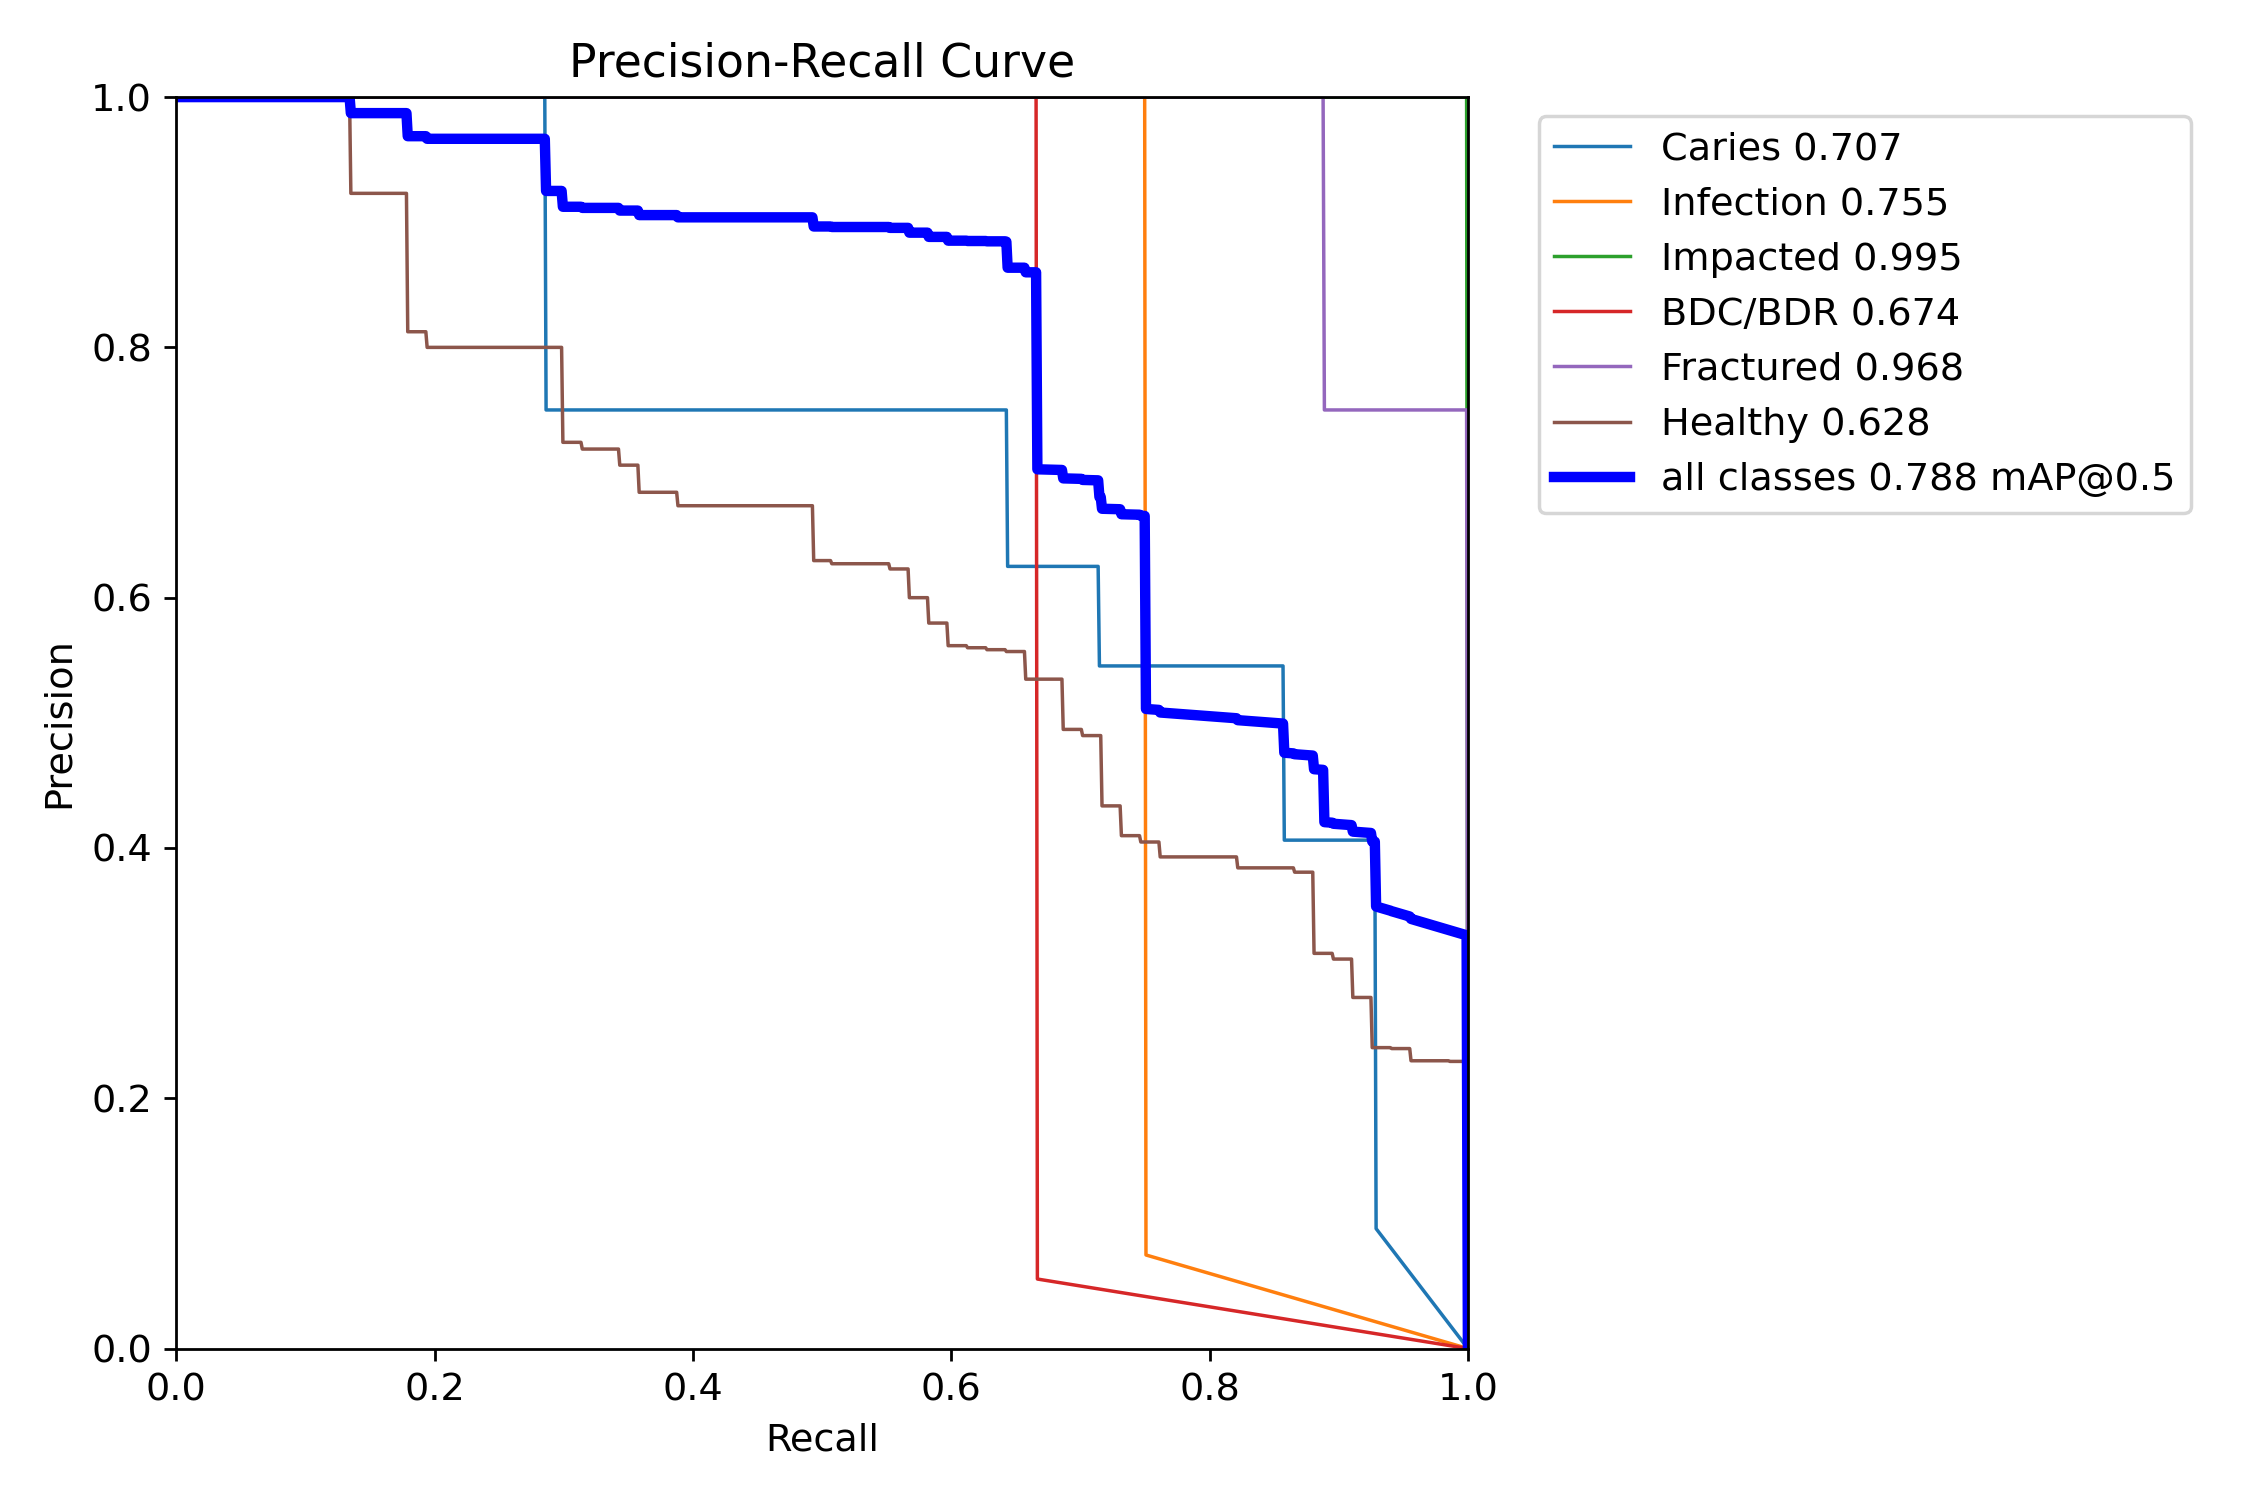 Precision-Recall Curve
1.0
0.8
0.6
0.4
0.2
0.0
Precision
0.0 0.2 0.4 0.6 0.8 1.0
Recall
Caries 0.707
Infection 0.755
Impacted 0.995
BDC/BDR 0.674
Fractured 0.968
Healthy 0.628
all classes 0.788 mAP@0.5